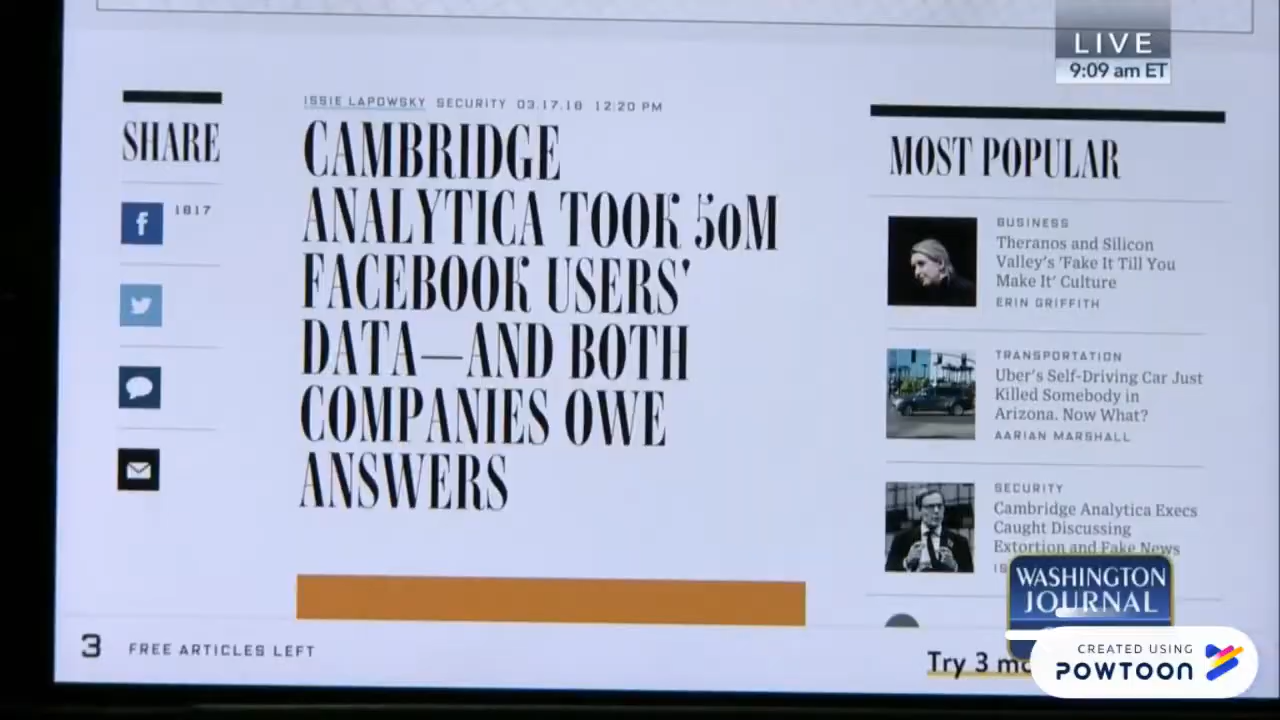 LIVE
9:09 am ET
SHARE
1817
ISSIE LAPOWSKY SECURITY 03.17.18 12:20 PM
CAMBRIDGE
ANALYTICA TOOK 50M
FACEBOOK USERS'
DATA—AND BOTH
COMPANIES OWE
ANSWERS
MOST POPULAR
BUSINESS
Theranos and Silicon
Valley's 'Fake It Till You
Make It' Culture
ERIN GRIFFITH
TRANSPORTATION
Uber's Self-Driving Car Just
Killed Somebody in
Arizona. Now What?
AARIAN MARSHALL
SECURITY
Cambridge Analytica Execs
Caught Discussing
Extortion and Fake News
WASHINGTON
JOURNAL
3 FREE ARTICLES LEFT
Try 3
CREATED USING
POWTOON